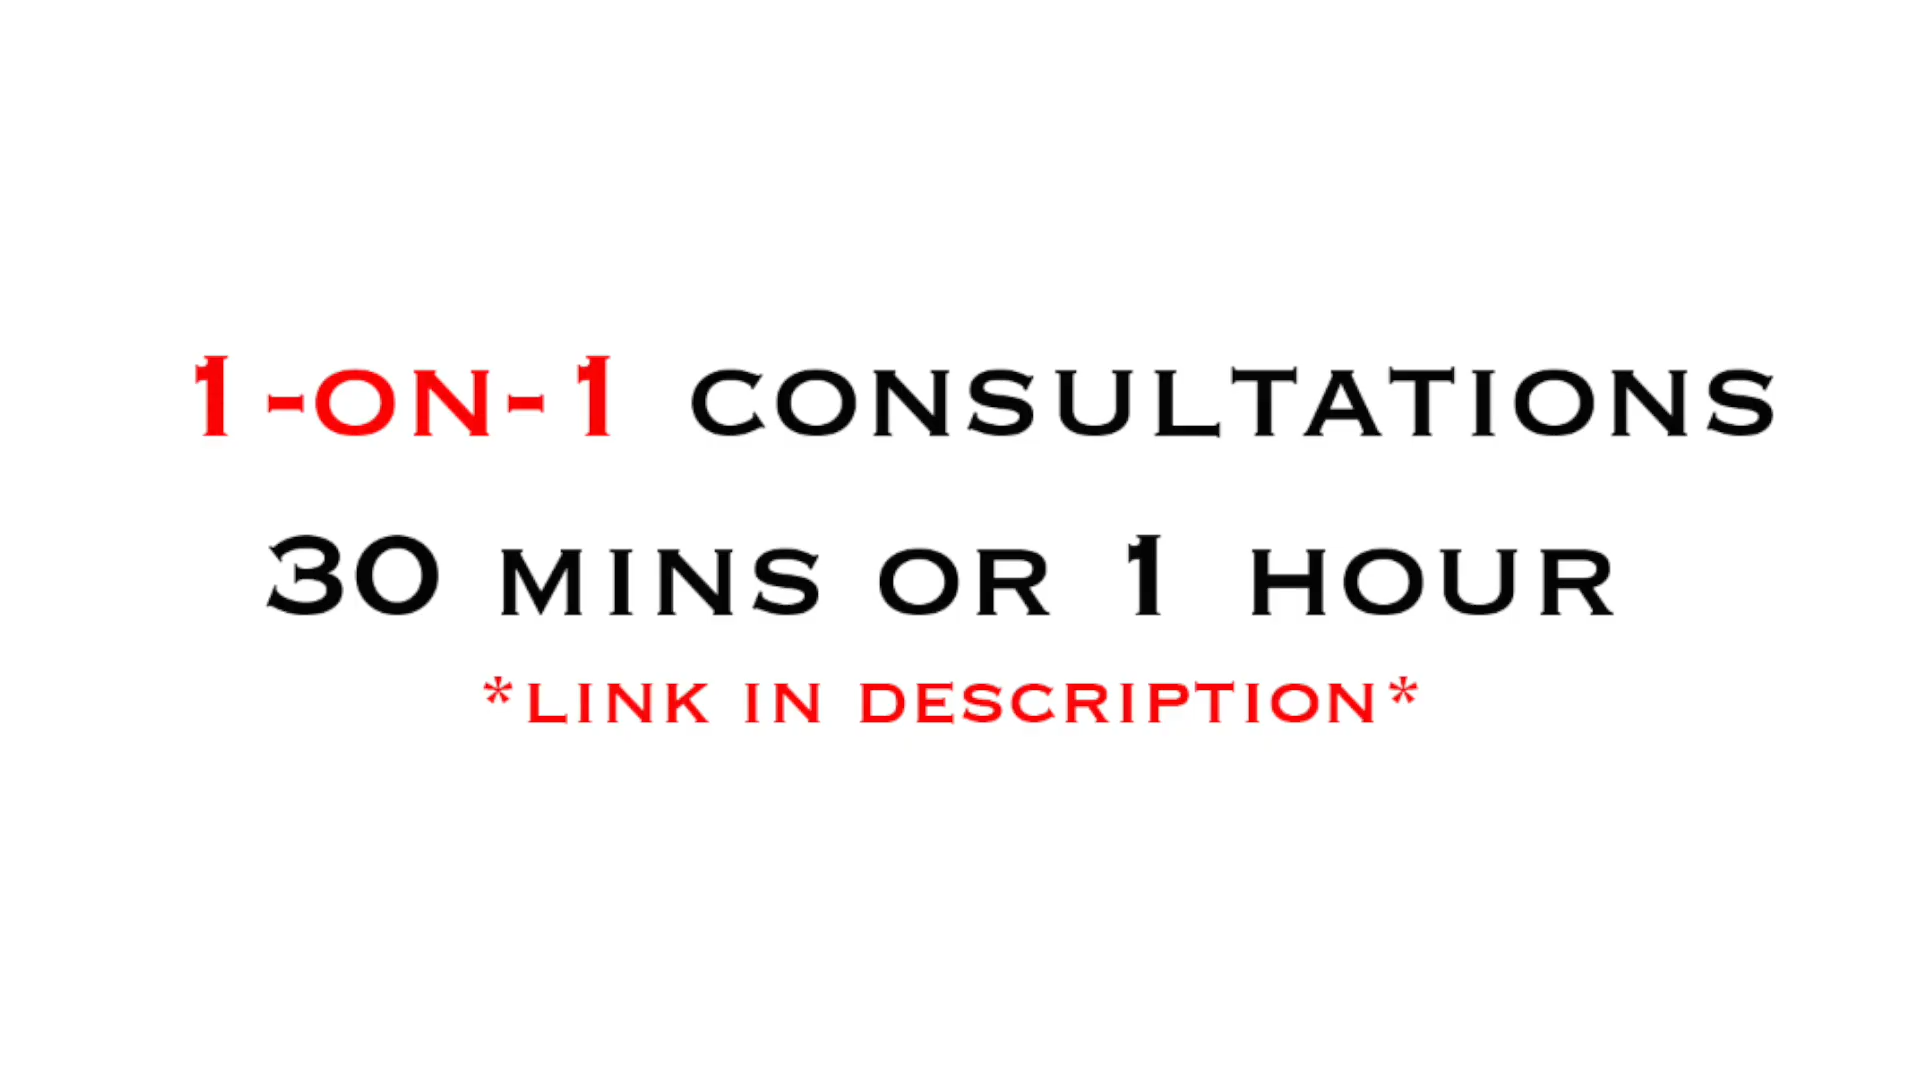 1-ON-1 CONSULTATIONS
30 MINS OR 1 HOUR
*LINK IN DESCRIPTION*